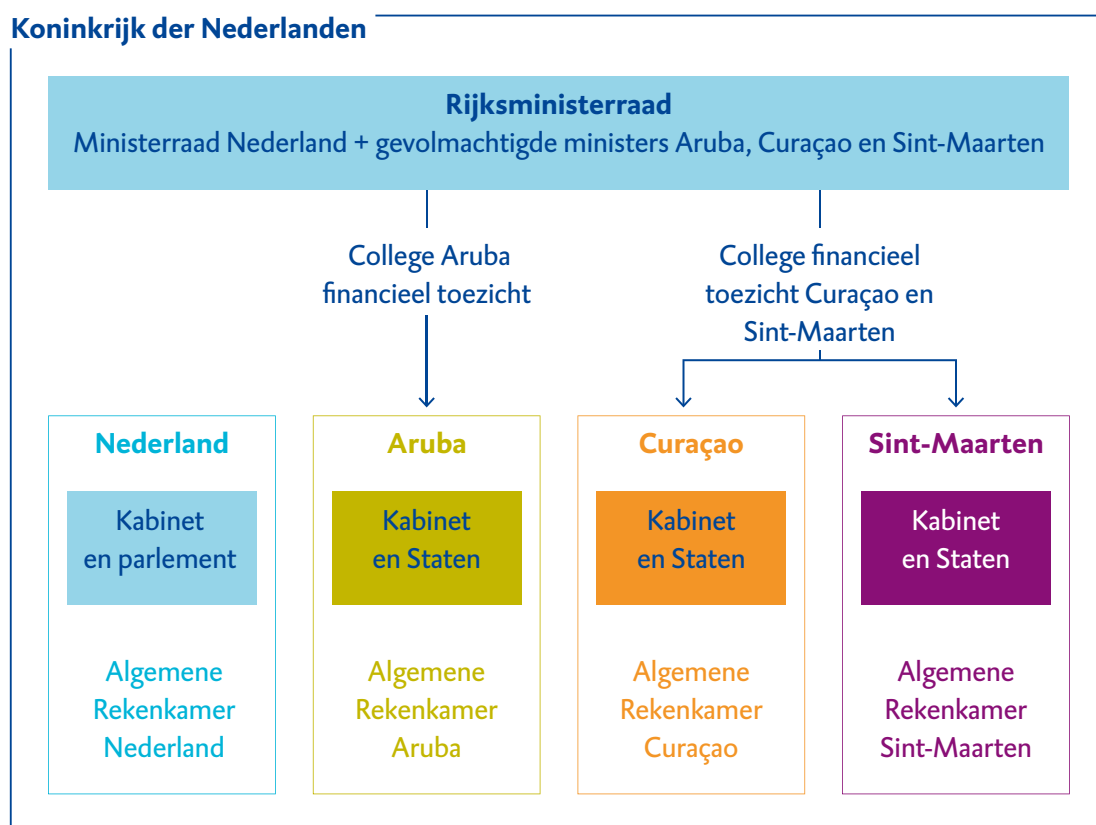 Koninkrijk der Nederlanden
Rijksministerraad
Ministerraad Nederland + gevolmachtigde ministers Aruba, Curaçao en Sint-Maarten
College Aruba
financieel toezicht
College financieel
toezicht Curaçao en
Sint-Maarten
Nederland
Kabinet
en parlement
Algemene
Rekenkamer
Nederland
Aruba
Kabinet
en Staten
Algemene
Rekenkamer
Aruba
Curaçao
Kabinet
en Staten
Algemene
Rekenkamer
Curaçao
Sint-Maarten
Kabinet
en Staten
Algemene
Rekenkamer
Sint-Maarten